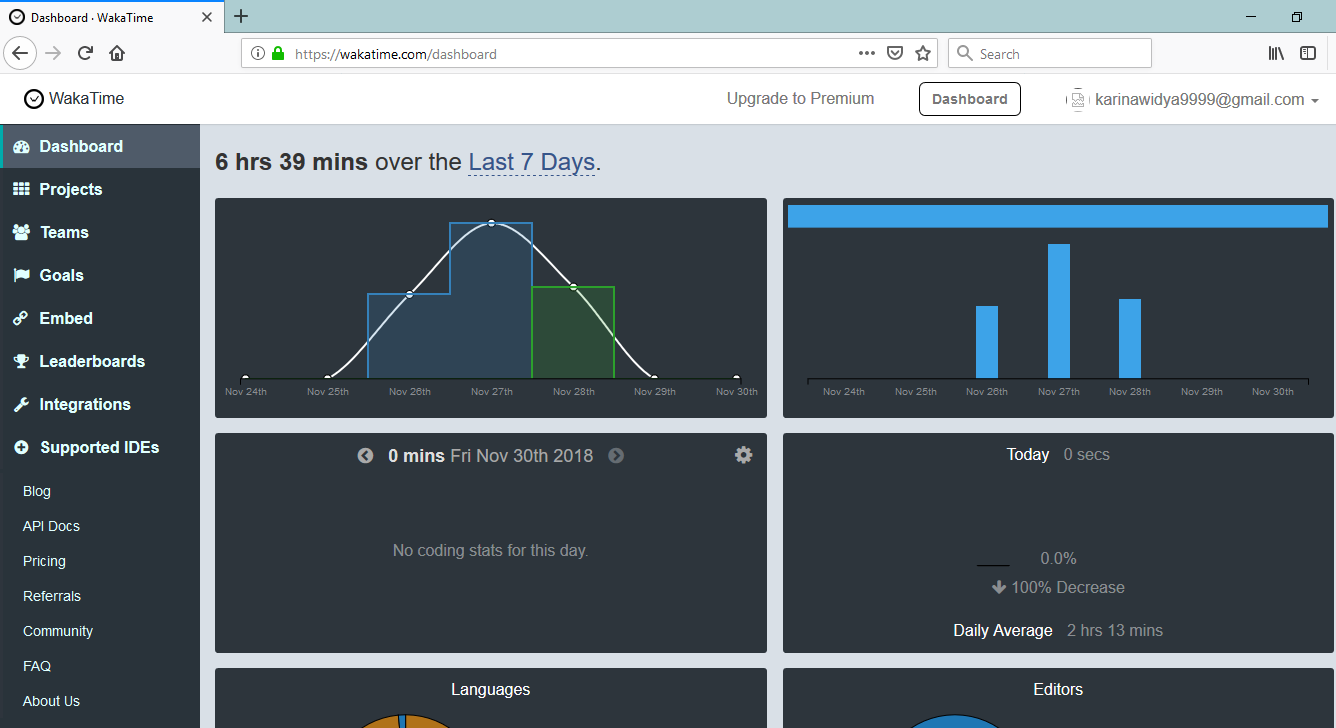 Dashboard · WakaTime
https://wakatime.com/dashboard
Search
WakaTime
Upgrade to Premium
Dashboard
karinawidya9999@gmail.com
Dashboard
Projects
Teams
Goals
Embed
Leaderboards
Integrations
Supported IDEs
Blog
API Docs
Pricing
Referrals
Community
FAQ
About Us
6 hrs 39 mins over the Last 7 Days.
Nov 24th Nov 25th Nov 26th Nov 27th Nov 28th Nov 29th Nov 30th
Nov 24th Nov 25th Nov 26th Nov 27th Nov 28th Nov 29th Nov 30th
0 mins Fri Nov 30th 2018
No coding stats for this day.
Today 0 secs
0.0%
100% Decrease
Daily Average 2 hrs 13 mins
Languages
Editors